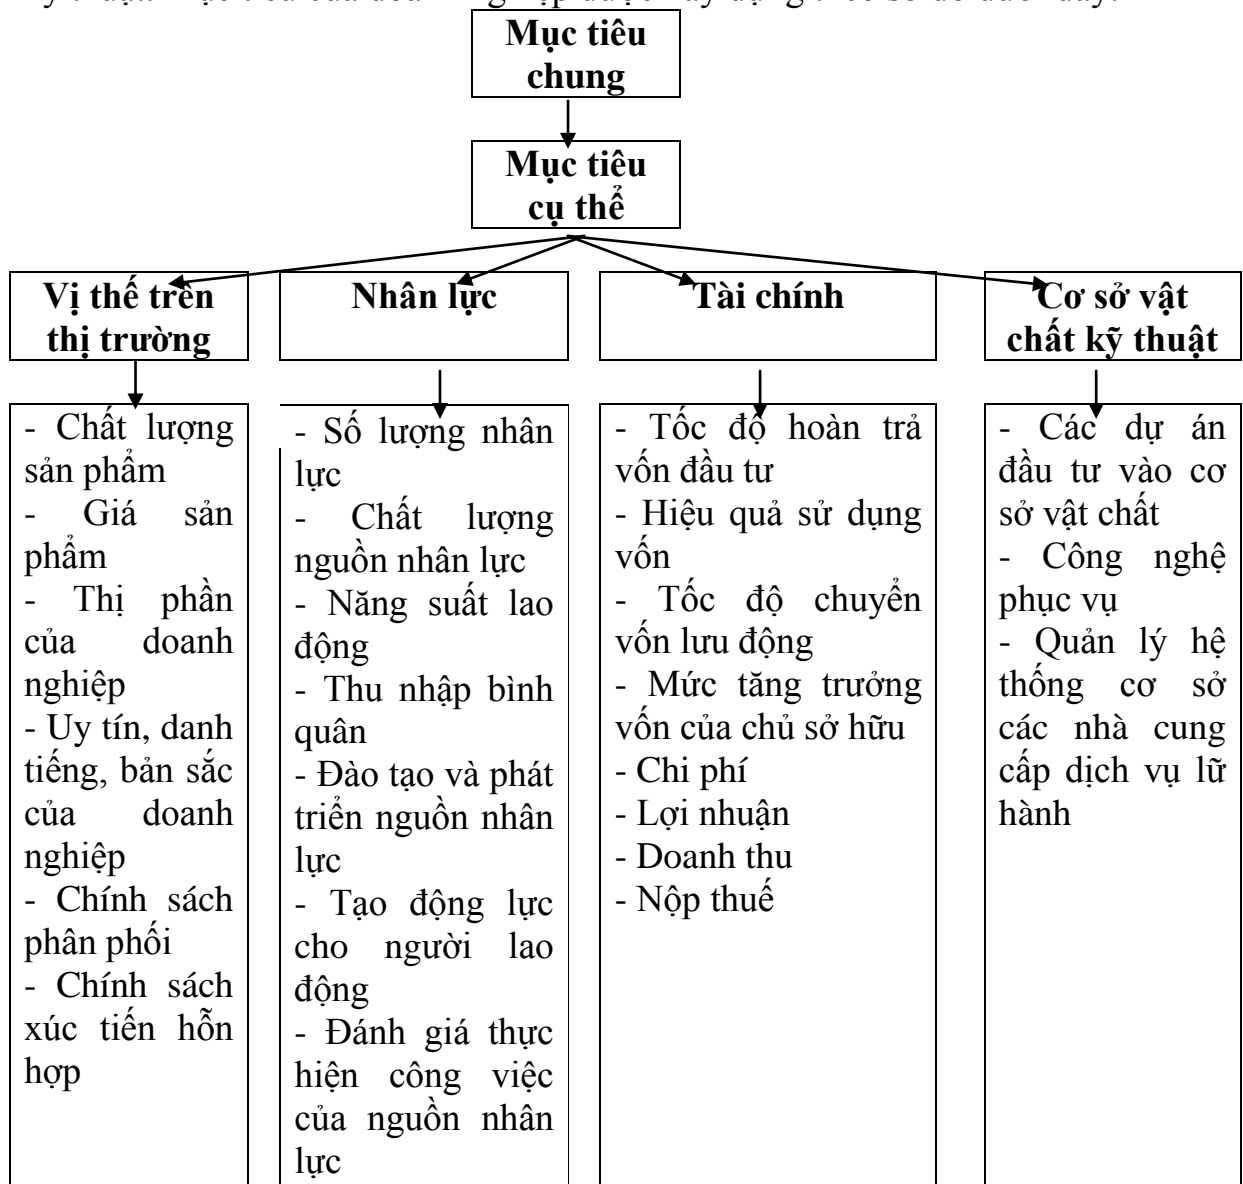 Mục tiêu
chung
Mục tiêu
cụ thể
Vị thế trên
thị trường
Nhân lực
Tài chính
Cơ sở vật
chất kỹ thuật
- Chất lượng
sản phẩm
- Giá sản
phẩm
- Thị phần
của doanh
nghiệp
- Uy tín, danh
tiếng, bản sắc
của doanh
nghiệp
- Chính sách
phân phối
- Chính sách
xúc tiến hỗn
hợp
- Số lượng nhân
lực
- Chất lượng
nguồn nhân lực
- Năng suất lao
động
- Thu nhập bình
quân
- Đào tạo và phát
triển nguồn nhân
lực
- Tạo động lực
cho người lao
động
- Đánh giá thực
hiện công việc
của nguồn nhân
lực
- Tốc độ hoàn trả
vốn đầu tư
- Hiệu quả sử dụng
vốn
- Tốc độ chuyển
vốn lưu động
- Mức tăng trưởng
vốn của chủ sở hữu
- Chi phí
- Lợi nhuận
- Doanh thu
- Nộp thuế
- Các dự án
đầu tư vào cơ
sở vật chất
- Công nghệ
phục vụ
- Quản lý hệ
thống cơ sở
các nhà cung
cấp dịch vụ lữ
hành